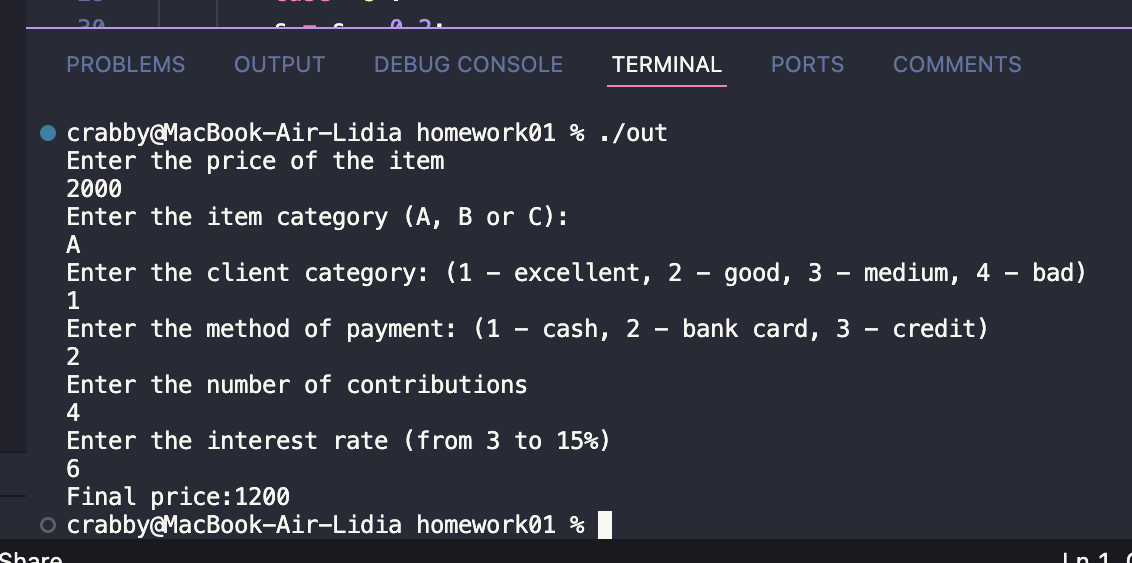 PROBLEMS OUTPUT DEBUG CONSOLE TERMINAL PORTS COMMENTS
crabby@MacBook-Air-Lidia homework01 % ./out
Enter the price of the item
2000
Enter the item category (A, B or C):
A
Enter the client category: (1 - excellent, 2 - good, 3 - medium, 4 - bad)
1
Enter the method of payment: (1 - cash, 2 - bank card, 3 - credit)
2
Enter the number of contributions
4
Enter the interest rate (from 3 to 15%)
6
Final price:1200
crabby@MacBook-Air-Lidia homework01 %
Share Ln 1,